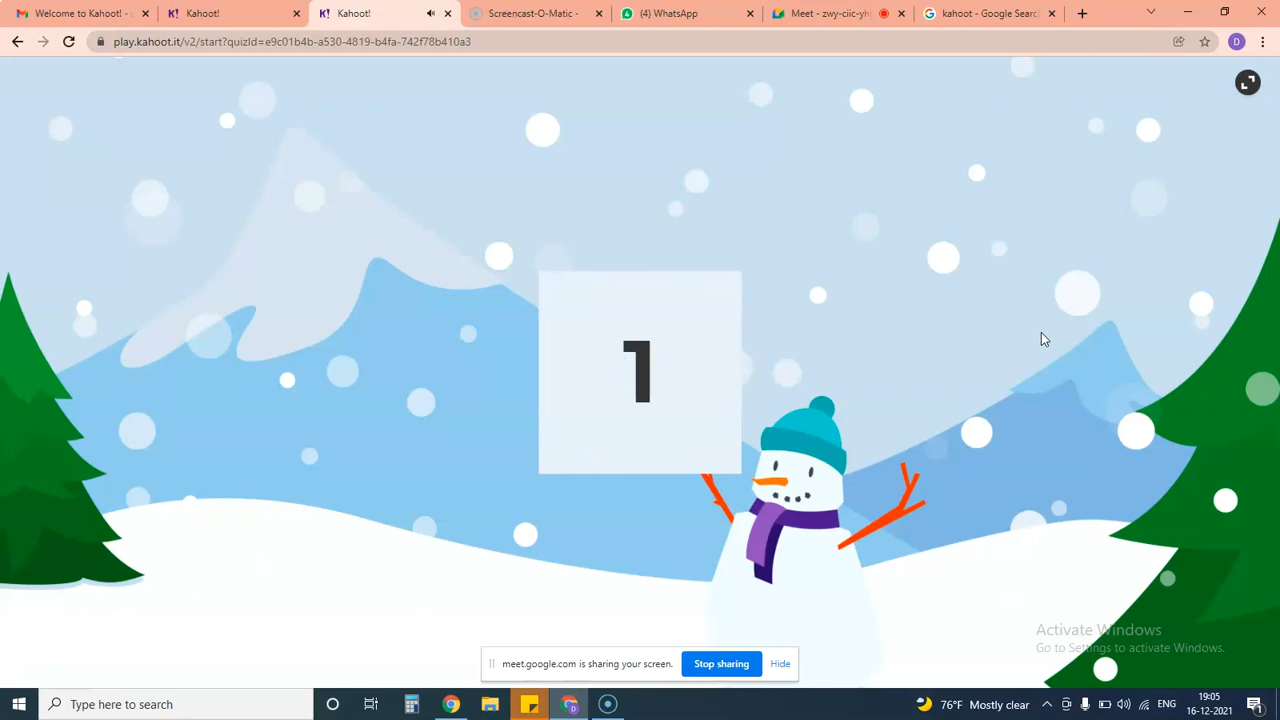 Welcome to Kahoot! -
Kahoot!
Kahoot!
Screencast-O-Matic -
(4) WhatsApp
Meet - zwy-ciic-yh
kahoot - Google Searc
play.kahoot.it/v2/start?quizId=e9c01b4b-a530-4819-b4fa-742f78b410a3
D
1
Activate Windows
Go to Settings to activate Windows.
meet.google.com is sharing your screen.
Stop sharing
Hide
Type here to search
76°F Mostly clear
ENG
19:05
16-12-2021